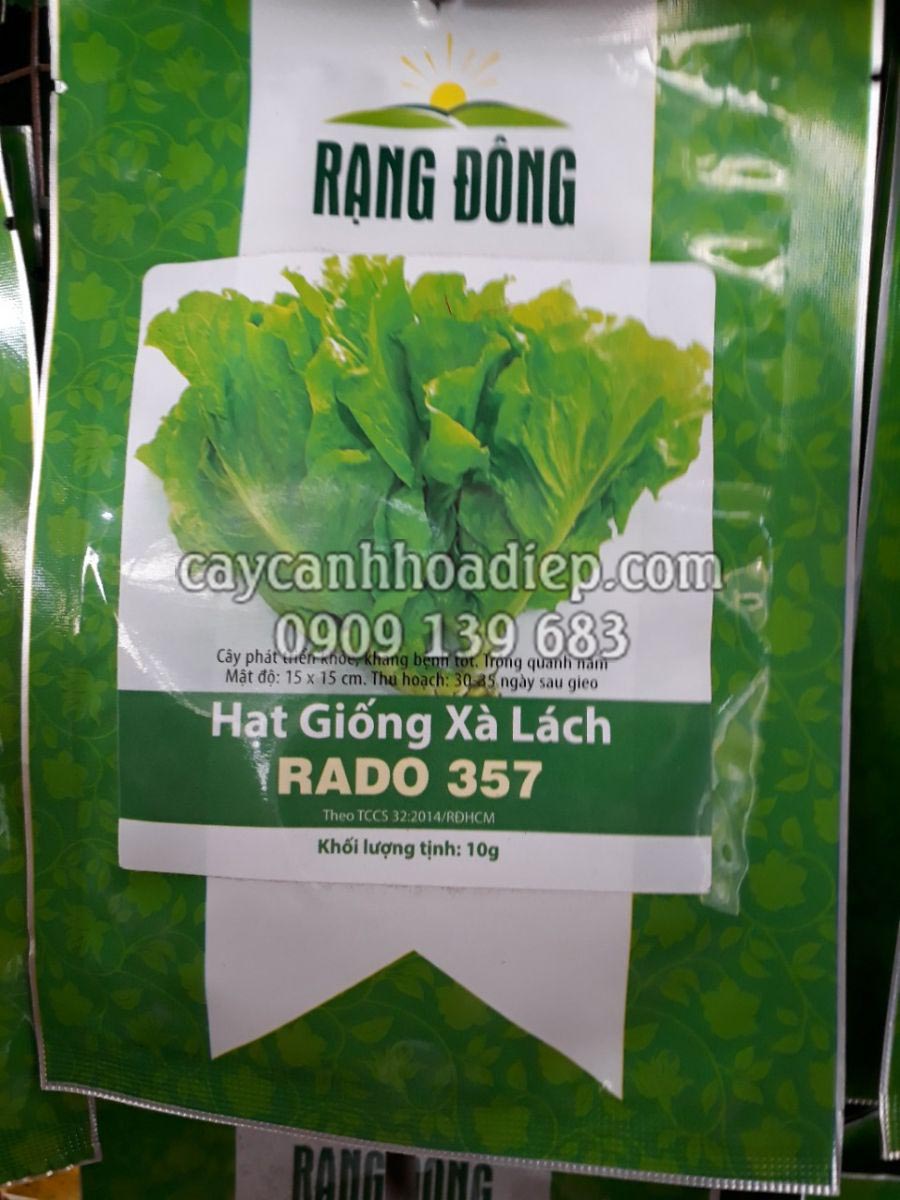 RẠNG ĐÔNG
caycanhhoadiep.com
0909 139 683
Cây phát triển khỏe, kháng bệnh tốt. Trồng quanh năm
Mật độ: 15 x 15 cm. Thu hoạch: 30-35 ngày sau gieo
Hạt Giống Xà Lách
RADO 357
Theo TCCS 32:2014/RĐHCM
Khối lượng tịnh: 10g
RẠNG ĐÔNG